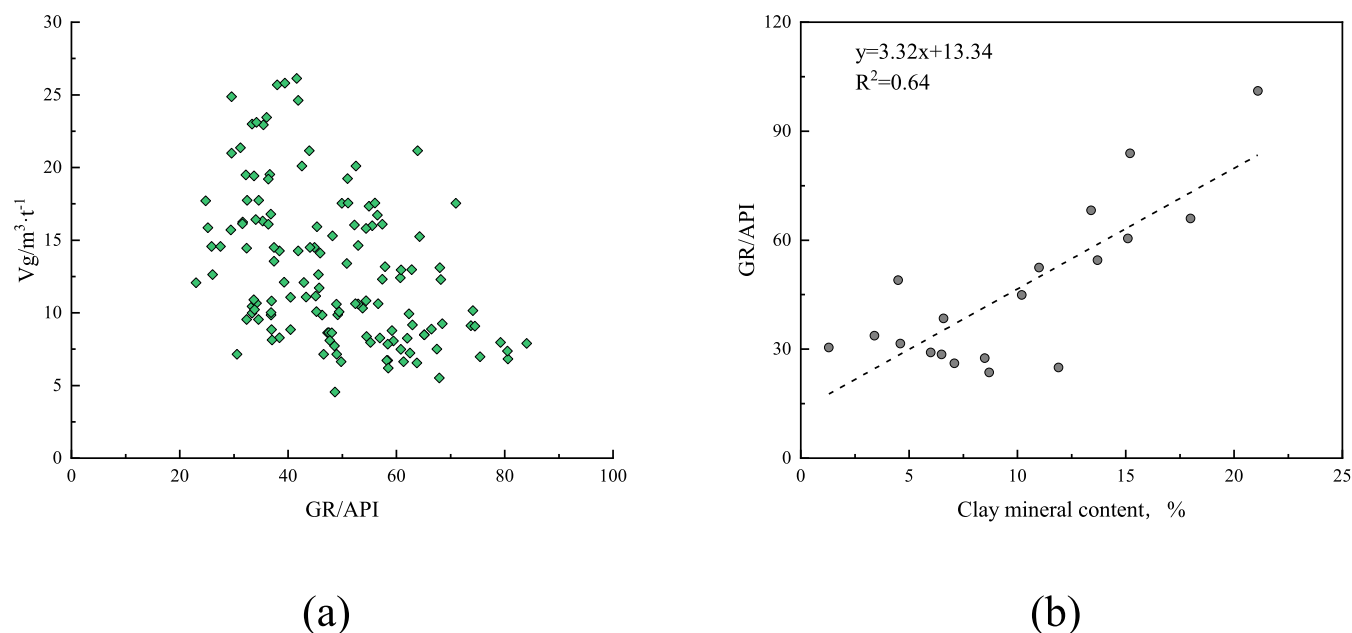 30
25
20
15
10
5
0
Vg/m³·t⁻¹
0 20 40 60 80 100
GR/API
(a)
120
90
60
30
0
GR/API
y=3.32x+13.34
R²=0.64
0 5 10 15 20 25
Clay mineral content, %
(b)